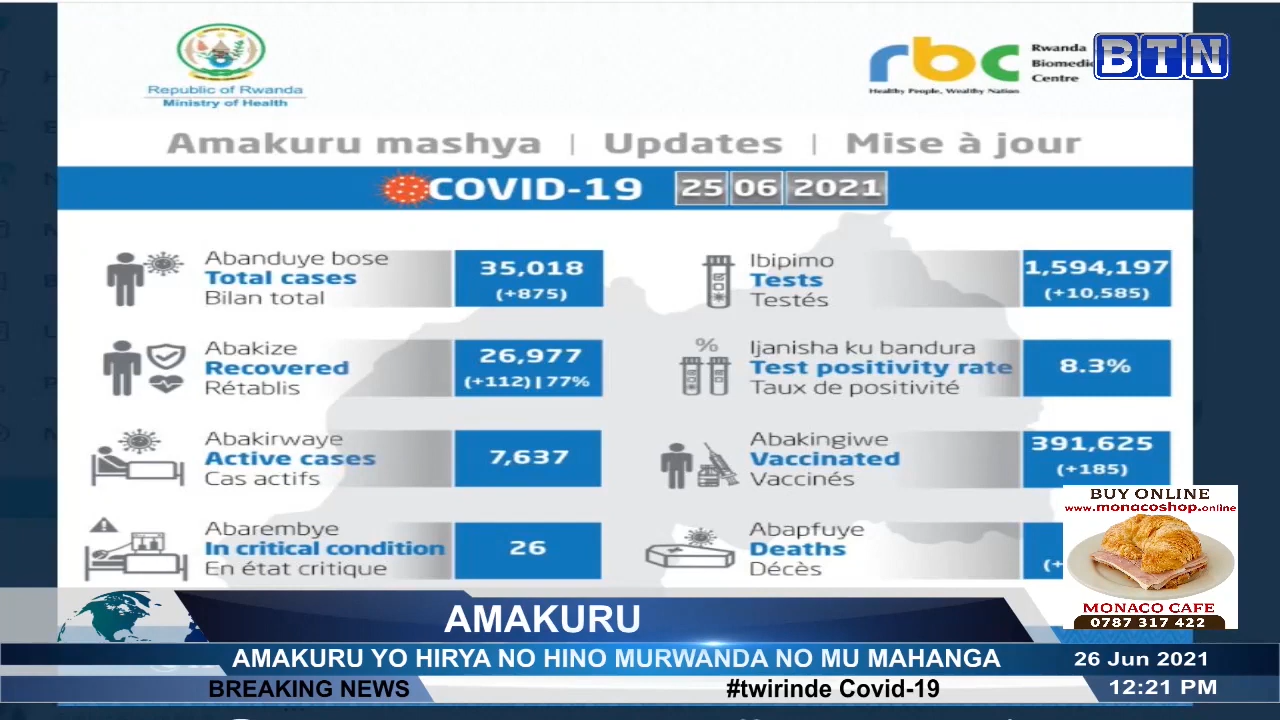 Republic of Rwanda
Ministry of Health
rbc
Rwanda
Centre
Healthy People, Wealthy Nation
BTN
Amakuru mashya | Updates | Mise à jour
COVID-19 25 06 2021
Abanduye bose
Total cases
Bilan total
35,018
(+875)
Ibipimo
Tests
Testés
1,594,197
(+10,585)
Abakize
Recovered
Rétablis
26,977
(+112) | 77%
%
Ijanisha ku bandura
Test positivity rate
Taux de positivité
8.3%
Abakirwaye
Active cases
Cas actifs
7,637
Abakingiwe
Vaccinated
Vaccinés
391,625
(+185)
Abarembye
In critical condition
En état critique
26
Abapfuye
Deaths
Décès
(+
BUY ONLINE
www.monacoshop.online
MONACO CAFE
0787 317 422
AMAKURU
AMAKURU YO HIRYA NO HINO MURWANDA NO MU MAHANGA
26 Jun 2021
BREAKING NEWS
#twirinde Covid-19
12:21 PM